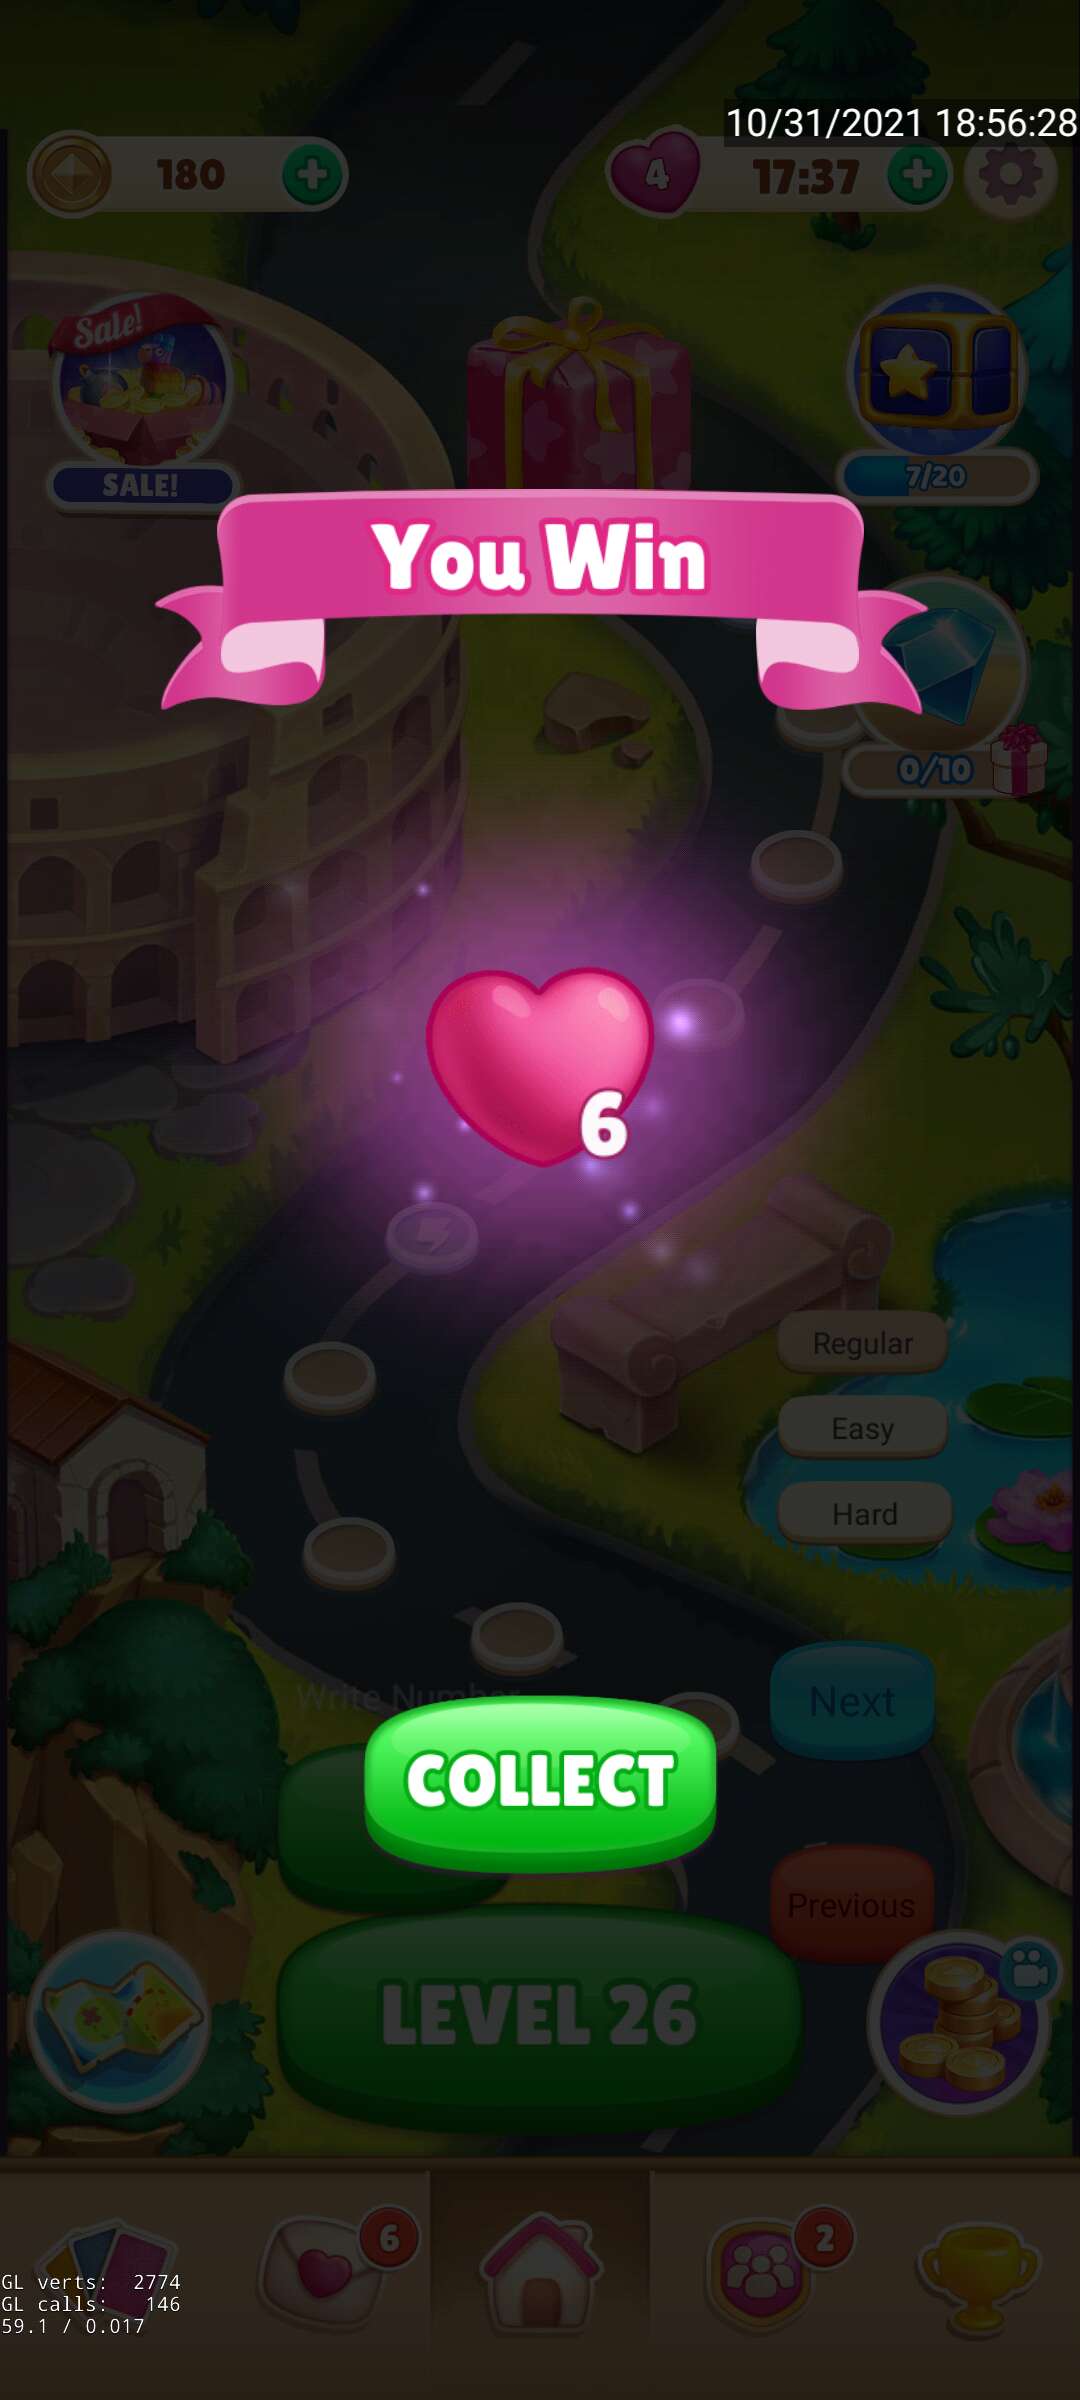 10/31/2021 18:56:28
180
4
17:37
Sale!
SALE!
7/20
You Win
0/10
6
Regular
Easy
Hard
Write Number
Next
COLLECT
Previous
LEVEL 26
6
2
GL verts: 2774
GL calls: 146
59.1 / 0.017